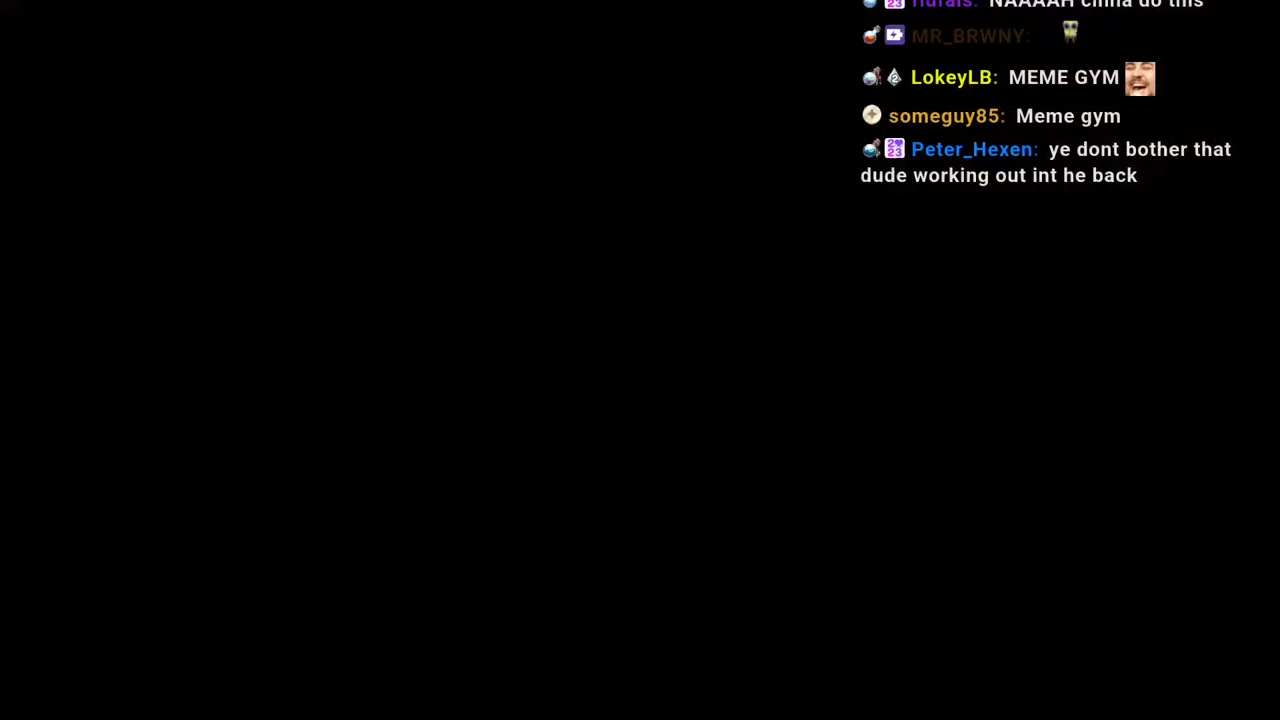 NAAAAH cinna do this
MR_BRWNY:
LokeyLB: MEME GYM
someguy85: Meme gym
Peter_Hexen: ye dont bother that
dude working out int he back